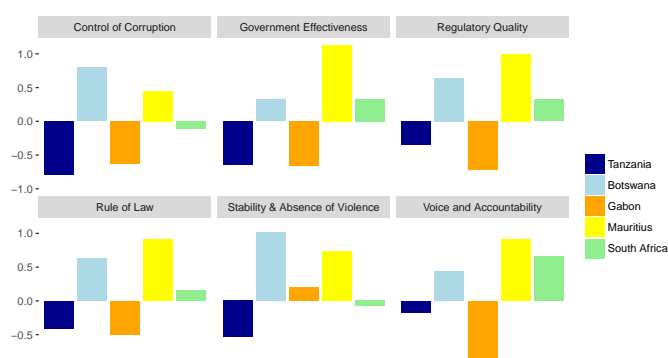 Control of Corruption
Government Effectiveness
Regulatory Quality
1.0
0.5
0.0
−0.5
−1.0
Rule of Law
Stability & Absence of Violence
Voice and Accountability
1.0
0.5
0.0
−0.5
Tanzania
Botswana
Gabon
Mauritius
South Africa